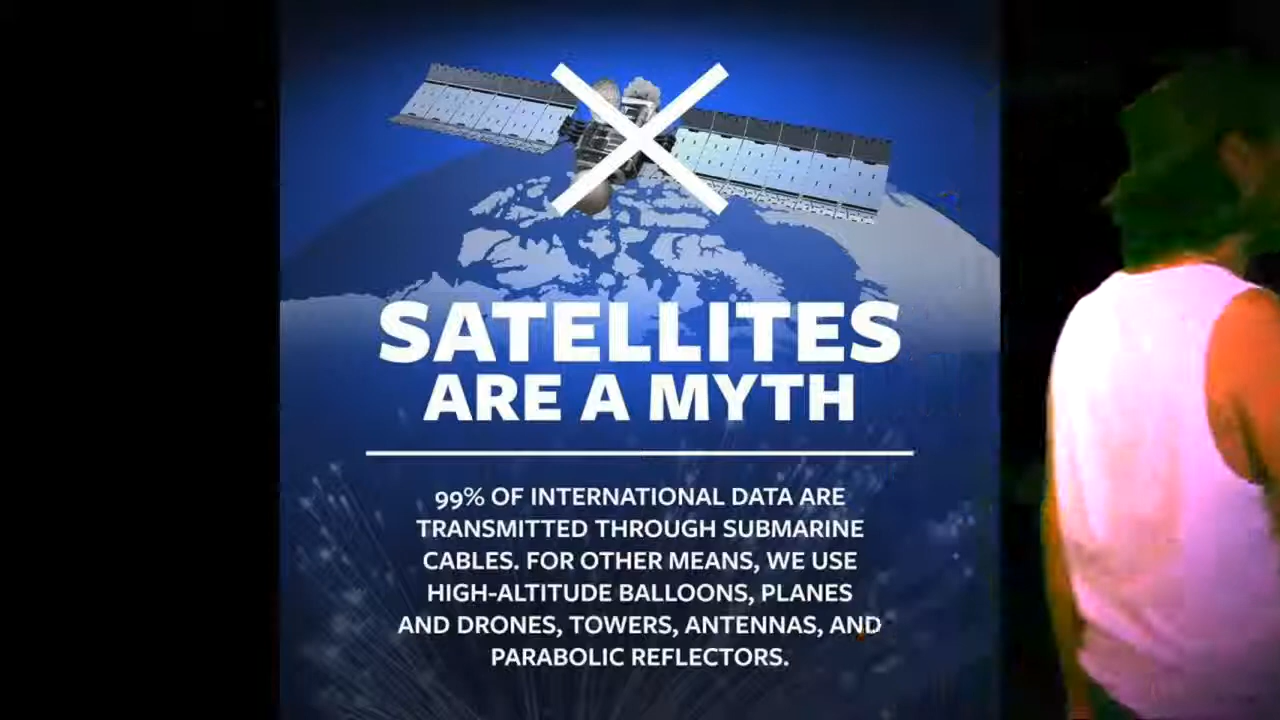 SATELLITES
ARE A MYTH
99% OF INTERNATIONAL DATA ARE
TRANSMITTED THROUGH SUBMARINE
CABLES. FOR OTHER MEANS, WE USE
HIGH-ALTITUDE BALLOONS, PLANES
AND DRONES, TOWERS, ANTENNAS, AND
PARABOLIC REFLECTORS.